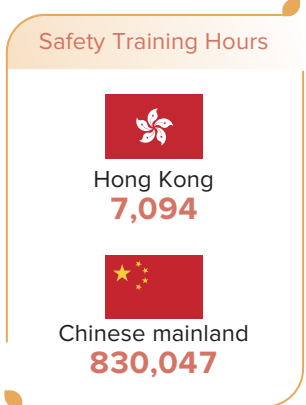 Safety Training Hours
Hong Kong
7,094
Chinese mainland
830,047